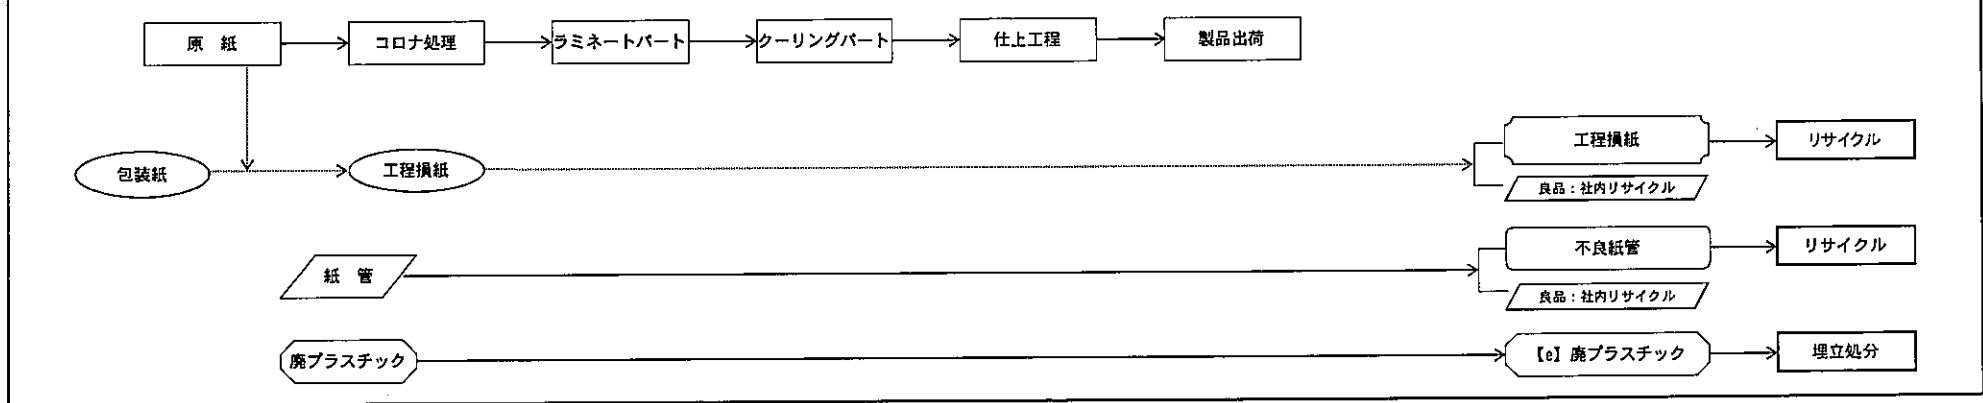 原 紙
コロナ処理
ラミネートパート
クーリングパート
仕上工程
製品出荷
包装紙
工程損紙
工程損紙
リサイクル
良品:社内リサイクル
紙 管
不良紙管
リサイクル
良品:社内リサイクル
廃プラスチック
【e】廃プラスチック
埋立処分